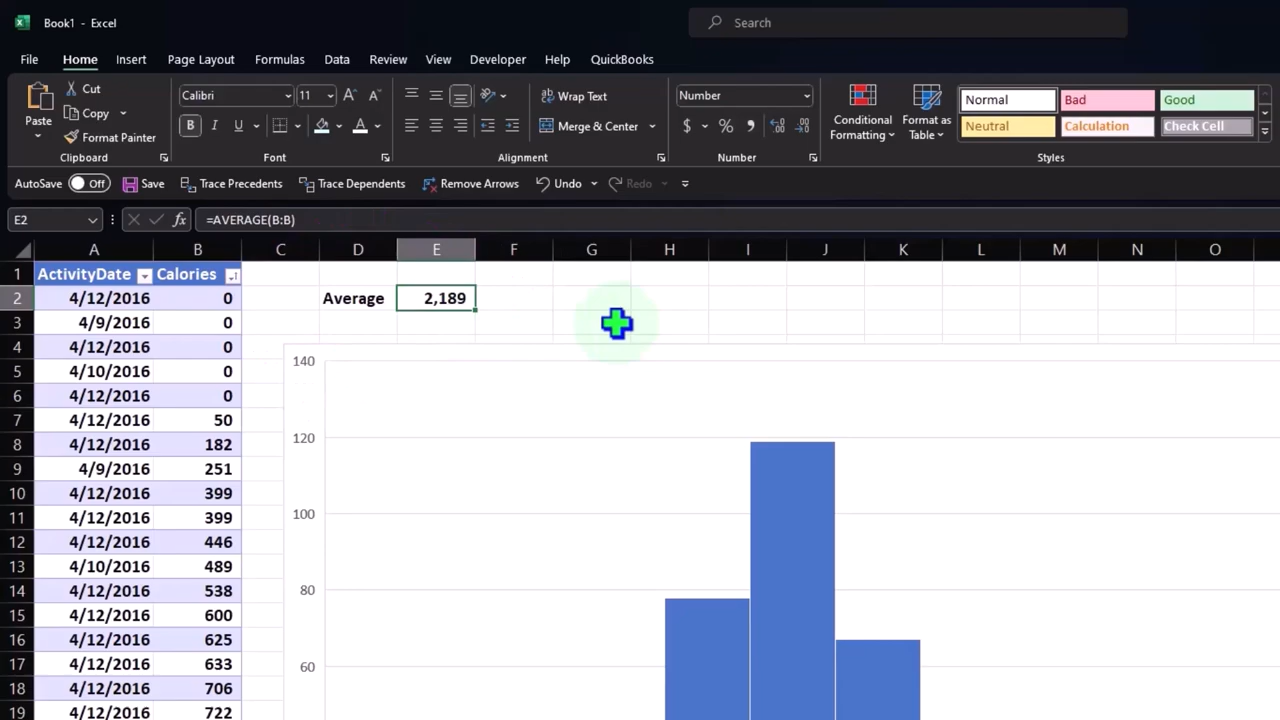 Book1 - Excel
Search
File Home Insert Page Layout Formulas Data Review View Developer Help QuickBooks
Paste
Cut
Copy
Format Painter
Clipboard
Calibri 11
B I U
Font
Wrap Text
Merge & Center
Alignment
Number
$ % ,
Number
Conditional Formatting
Format as Table
Normal Bad Good
Neutral Calculation Check Cell
Styles
AutoSave Off Save Trace Precedents Trace Dependents Remove Arrows Undo Redo
E2 fx =AVERAGE(B:B)
A B C D E F G H I J K L M N O
1 ActivityDate Calories
2 4/12/2016 0 Average 2,189
3 4/9/2016 0
4 4/12/2016 0
5 4/10/2016 0
6 4/12/2016 0
7 4/12/2016 50
8 4/12/2016 182
9 4/9/2016 251
10 4/12/2016 399
11 4/12/2016 399
12 4/12/2016 446
13 4/10/2016 489
14 4/12/2016 538
15 4/12/2016 600
16 4/12/2016 625
17 4/12/2016 633
18 4/12/2016 706
19 4/12/2016 722
140
120
100
80
60